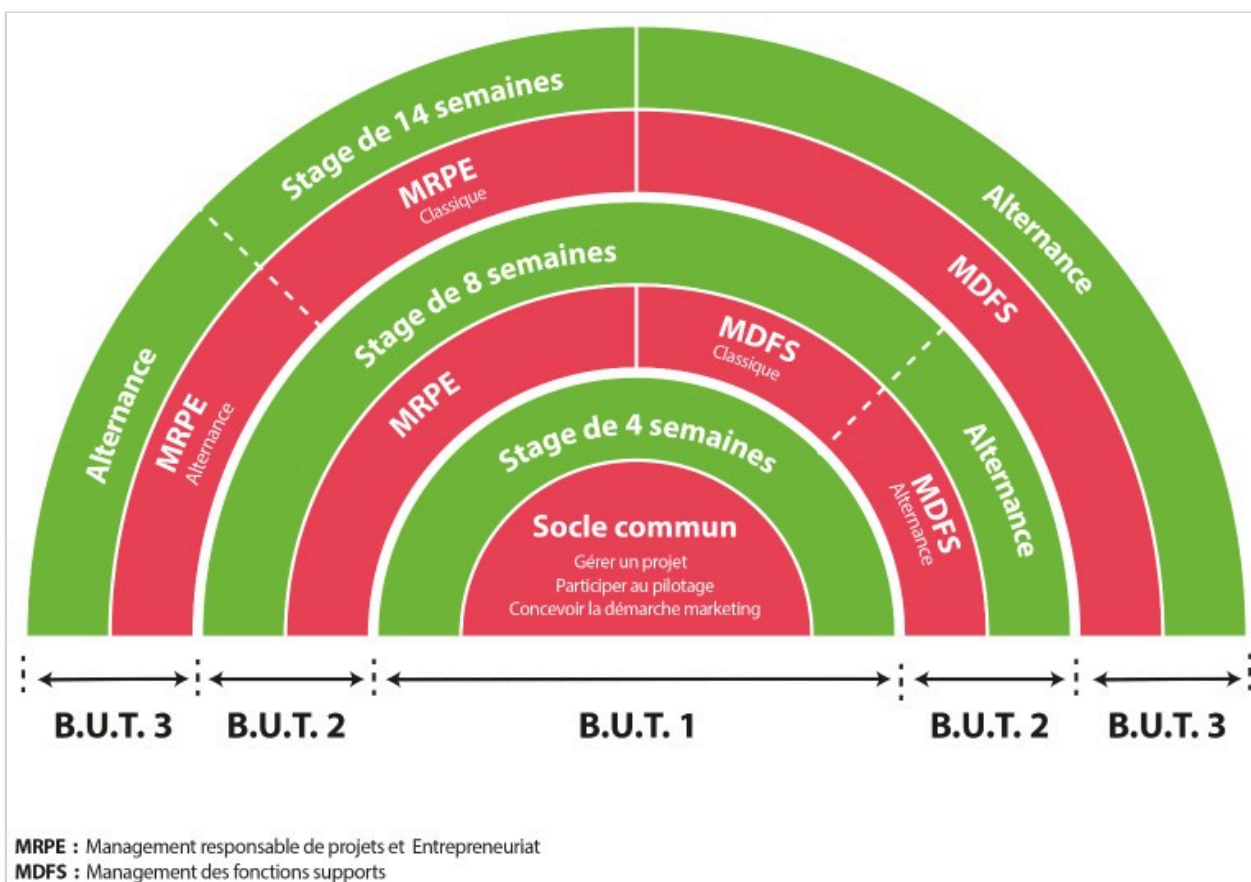 Stage de 14 semaines
MRPE
Classique
Alternance
MRPE
Alternance
Alternance
MDFS
Stage de 8 semaines
MRPE
MDFS
Classique
Alternance
MDFS
Alternance
Stage de 4 semaines
Socle commun
Gérer un projet
Participer au pilotage
Concevoir la démarche marketing
B.U.T. 3
B.U.T. 2
B.U.T. 1
B.U.T. 2
B.U.T. 3
MRPE : Management responsable de projets et Entrepreneuriat
MDFS : Management des fonctions supports